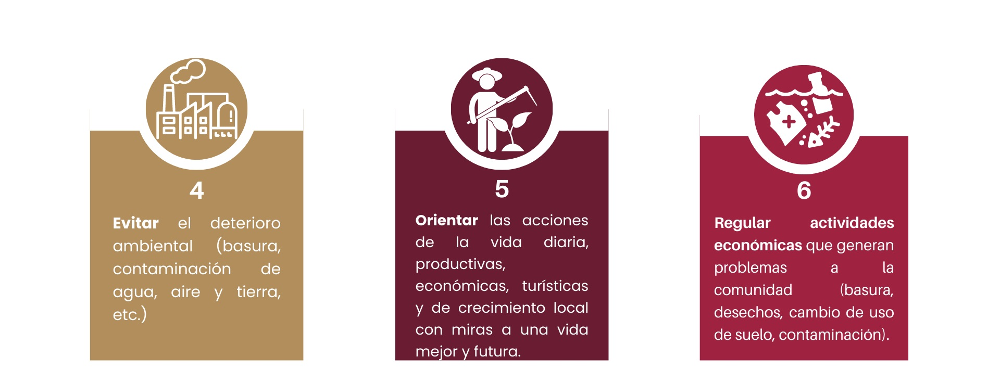 4
Evitar el deterioro
ambiental (basura,
contaminación de
agua, aire y tierra,
etc.)
5
Orientar las acciones
de la vida diaria,
productivas,
económicas, turísticas
y de crecimiento local
con miras a una vida
mejor y futura.
6
Regular actividades
económicas que generan
problemas a la
comunidad (basura,
desechos, cambio de uso
de suelo, contaminación).